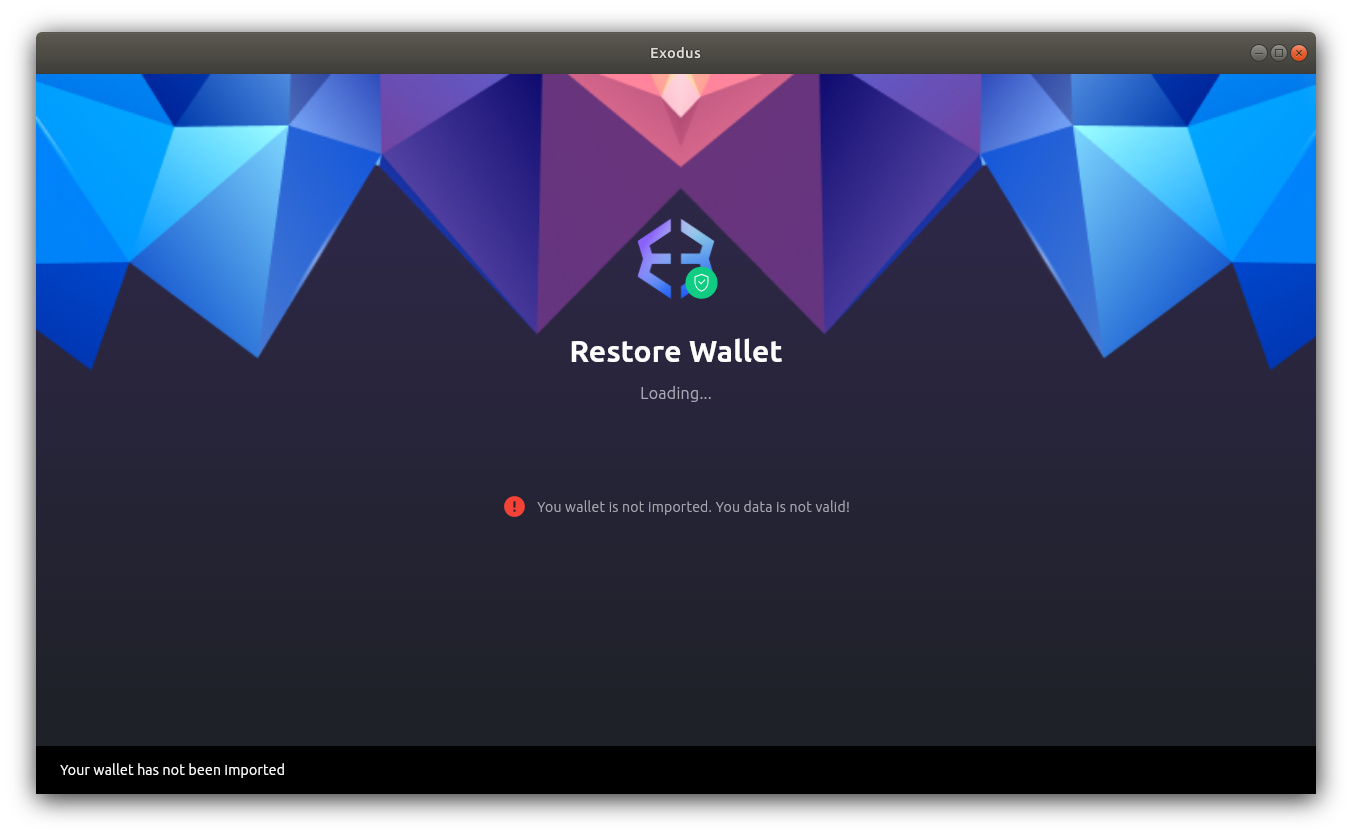 Exodus
Restore Wallet
Loading...
You wallet is not imported. You data is not valid!
Your wallet has not been imported